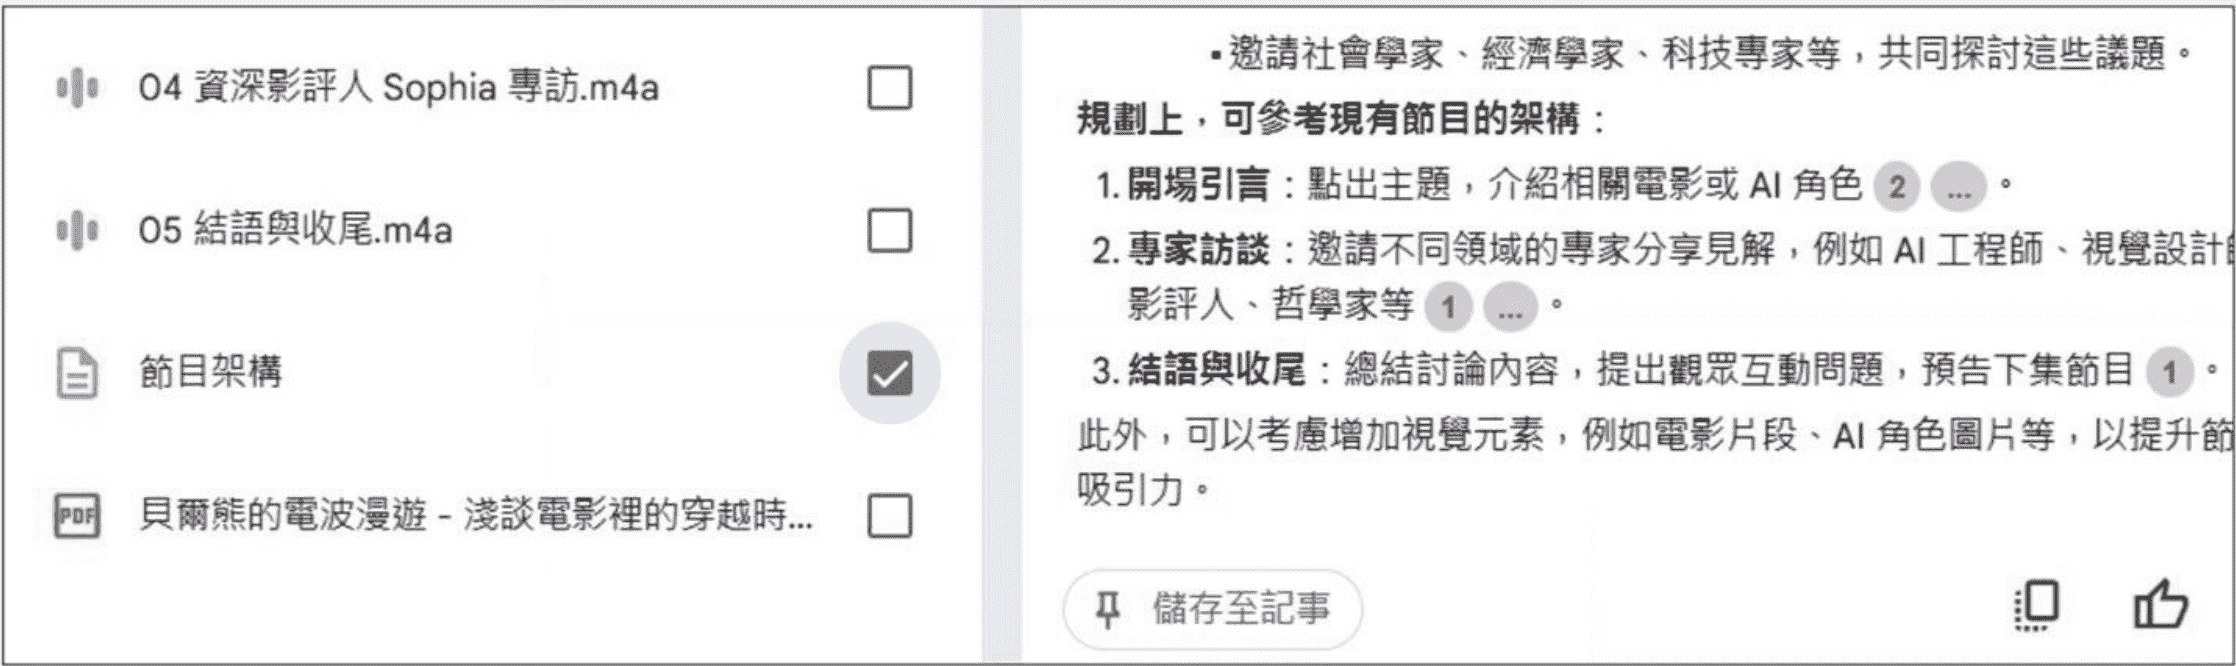 04 資深影評人 Sophia 專訪.m4a
05 結語與收尾.m4a
節目架構
PDF
貝爾熊的電波漫遊 - 淺談電影裡的穿越時...
▪邀請社會學家、經濟學家、科技專家等，共同探討這些議題。
規劃上，可參考現有節目的架構：
1. 開場引言：點出主題，介紹相關電影或 AI 角色 2 ... 。
2. 專家訪談：邀請不同領域的專家分享見解，例如 AI 工程師、視覺設計
影評人、哲學家等 1 ... 。
3. 結語與收尾：總結討論內容，提出觀眾互動問題，預告下集節目 1 。
此外，可以考慮增加視覺元素，例如電影片段、AI 角色圖片等，以提升節
吸引力。
儲存至記事